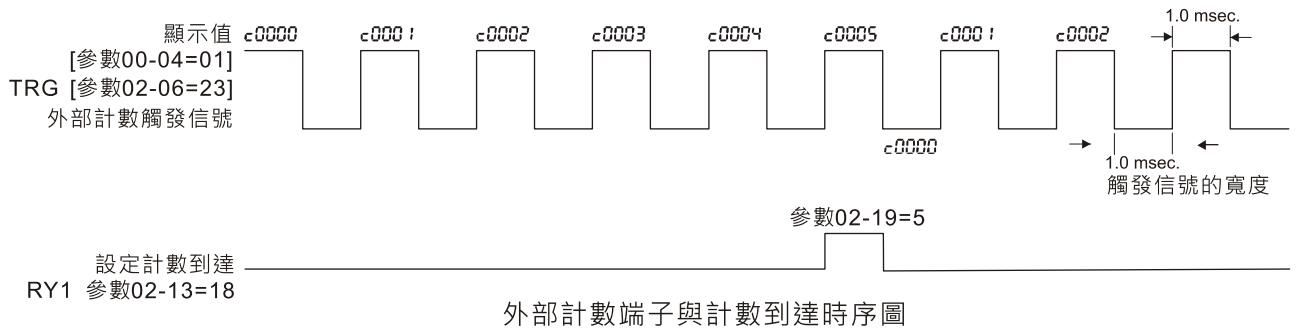 1.0 msec.
顯示值 c0000 c0001 c0002 c0003 c0004 c0005 c0001 c0002
[參數00-04=01]
TRG [參數02-06=23]
外部計數觸發信號
c0000
1.0 msec.
觸發信號的寬度
參數02-19=5
設定計數到達
RY1 參數02-13=18
外部計數端子與計數到達時序圖